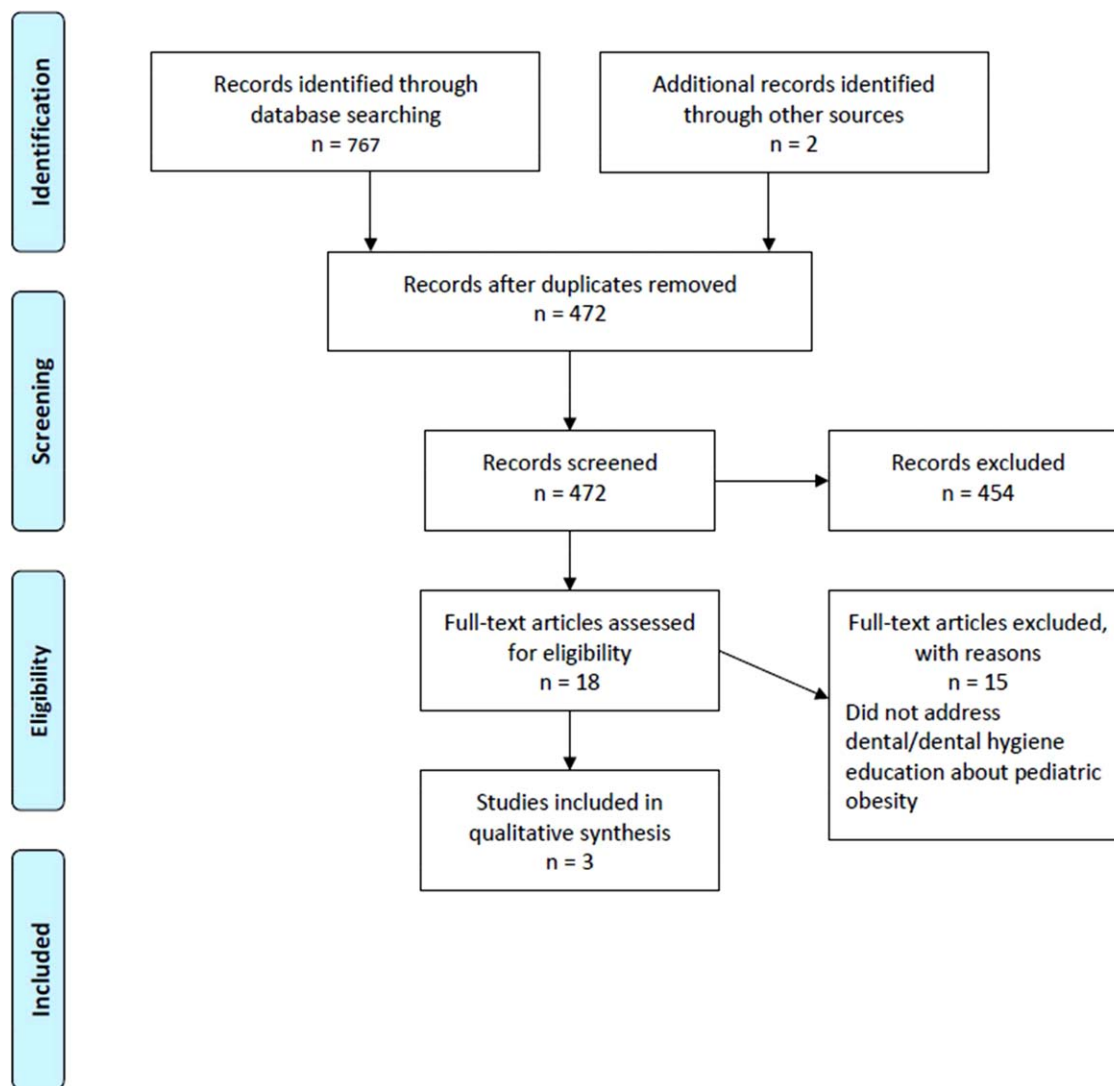 Identification
Records identified through
database searching
n = 767
Additional records identified
through other sources
n = 2
Records after duplicates removed
n = 472
Screening
Records screened
n = 472
Records excluded
n = 454
Eligibility
Full-text articles assessed
for eligibility
n = 18
Full-text articles excluded,
with reasons
n = 15
Did not address
dental/dental hygiene
education about pediatric
obesity
Studies included in
qualitative synthesis
n = 3
Included